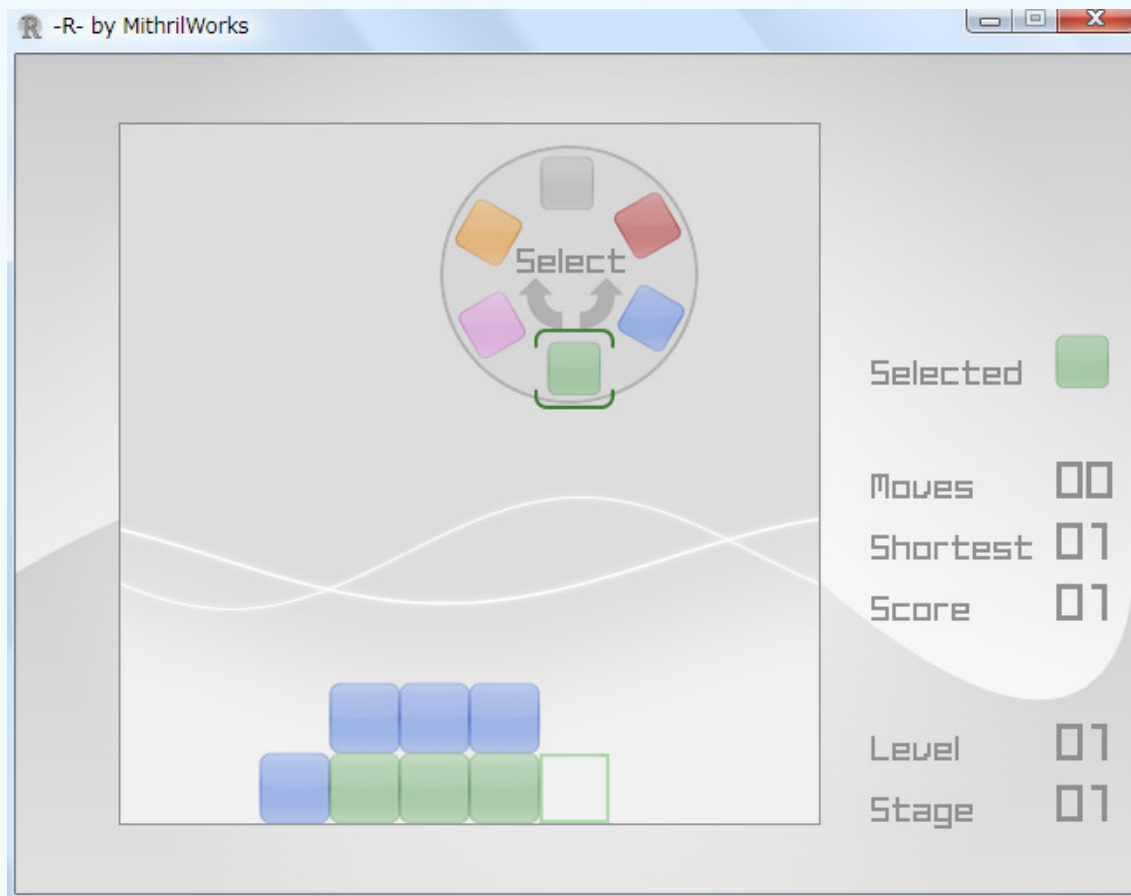 -R- by MithrilWorks
Select
Selected
Moves 00
Shortest 01
Score 01
Level 01
Stage 01